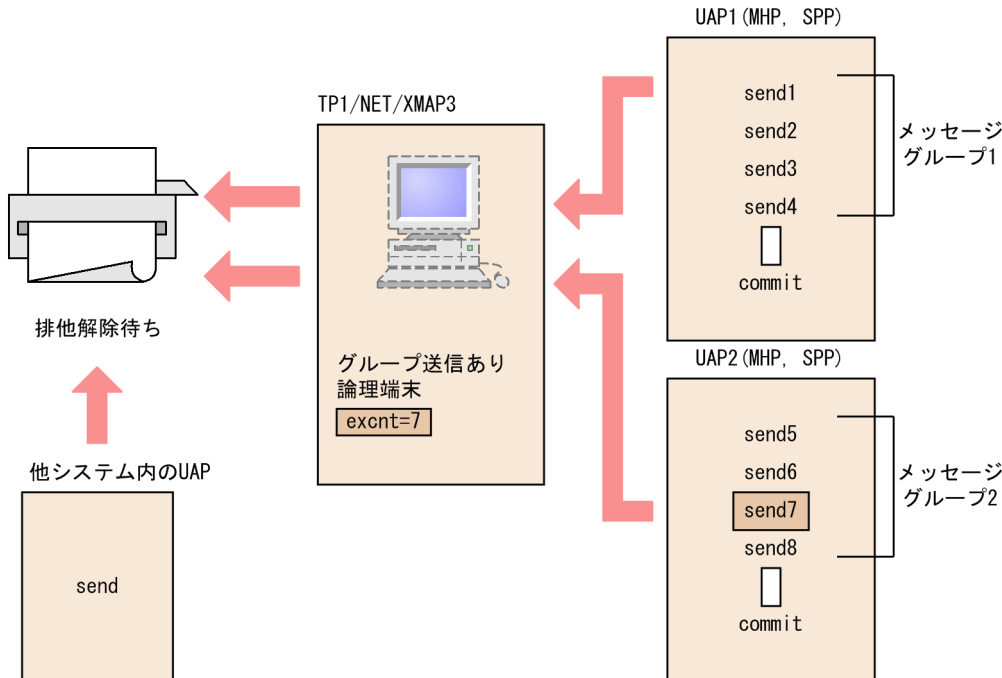 UAP1(MHP, SPP)
send1
send2
send3
send4
commit
メッセージ
グループ1
TP1/NET/XMAP3
グループ送信あり
論理端末
excnt=7
排他解除待ち
他システム内のUAP
send
UAP2(MHP, SPP)
send5
send6
send7
send8
commit
メッセージ
グループ2